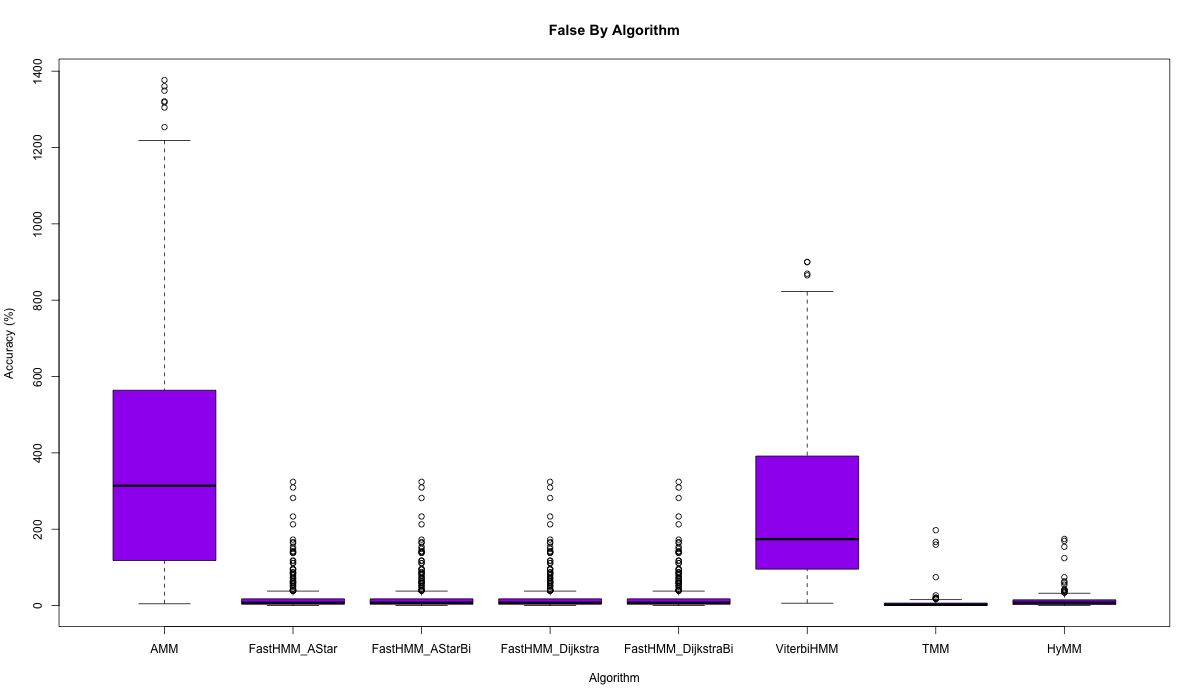 False By Algorithm
Accuracy (%)
1400
1200
1000
800
600
400
200
0
AMM FastHMM_AStar FastHMM_AStarBi FastHMM_Dijkstra FastHMM_DijkstraBi ViterbiHMM TMM HyMM
Algorithm